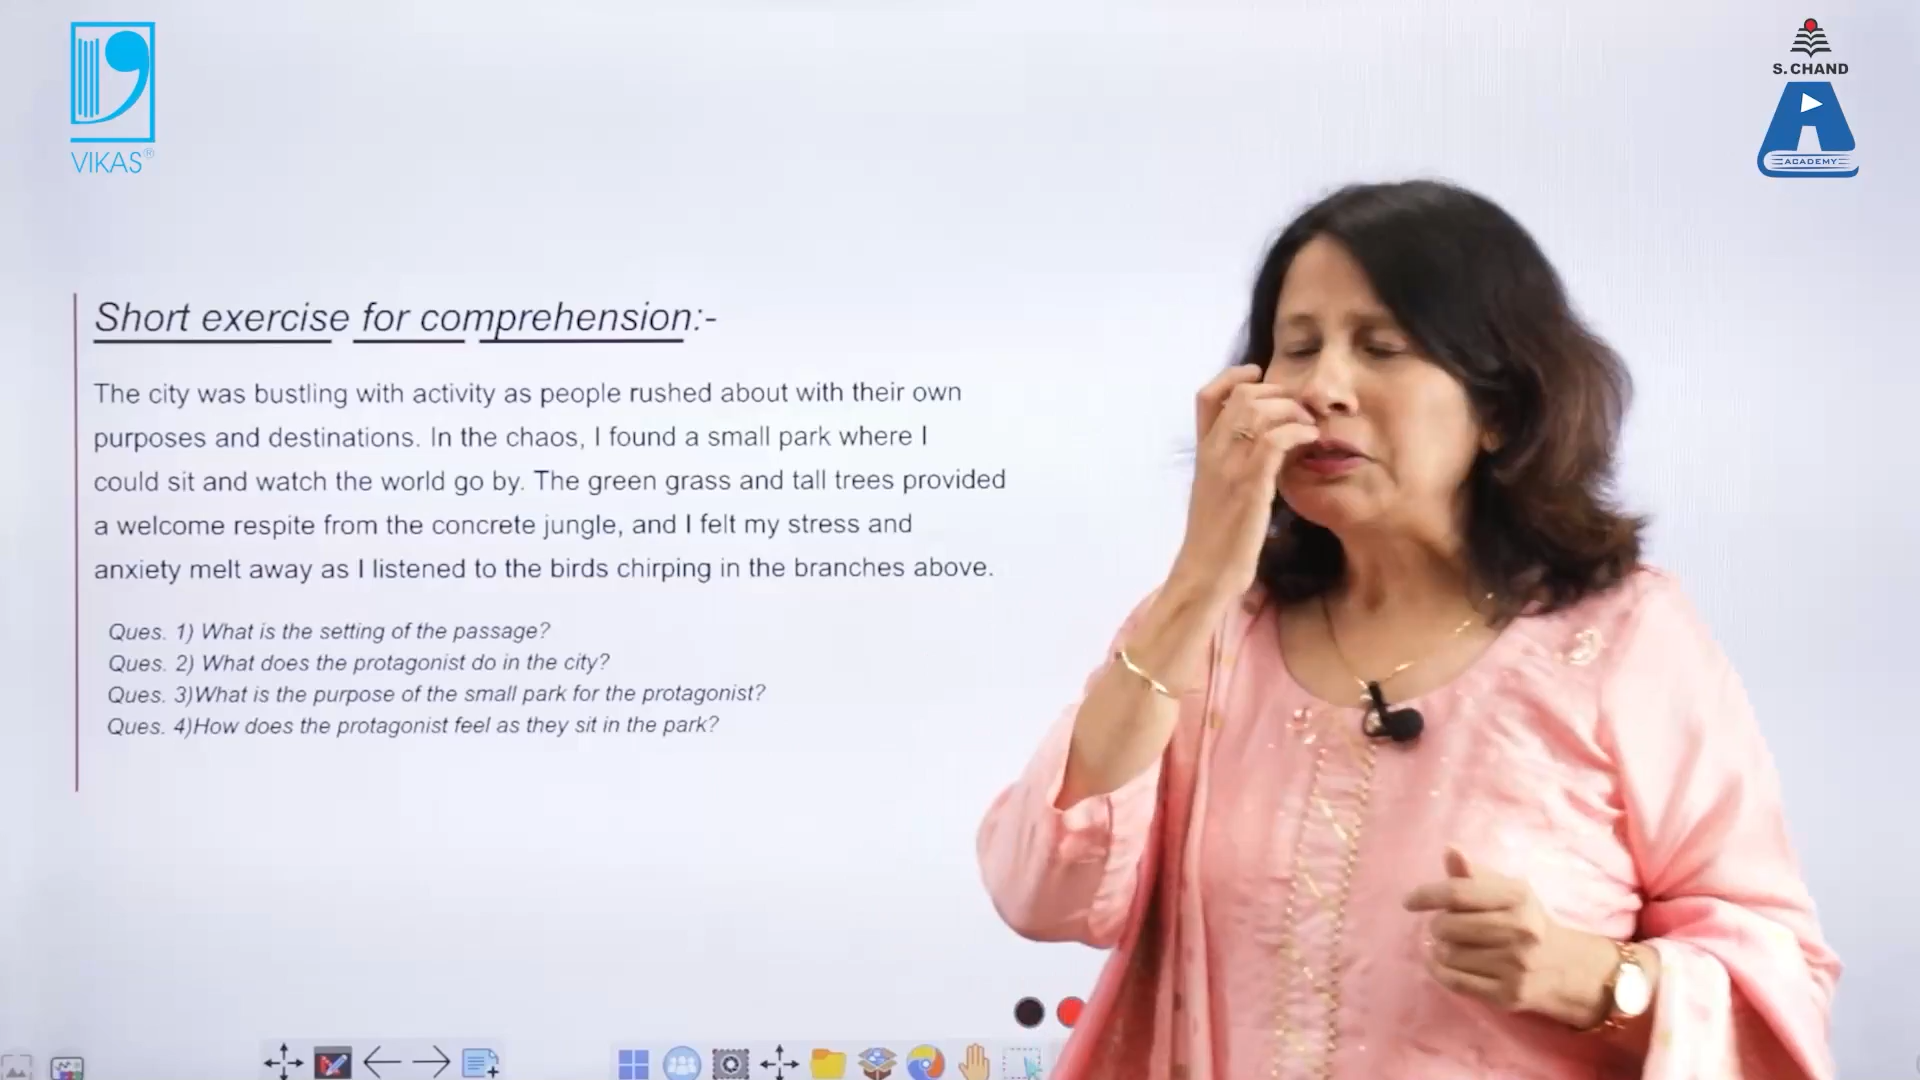 VIKAS®
S. CHAND
ACADEMY
Short exercise for comprehension:-
The city was bustling with activity as people rushed about with their own
purposes and destinations. In the chaos, I found a small park where I
could sit and watch the world go by. The green grass and tall trees provided
a welcome respite from the concrete jungle, and I felt my stress and
anxiety melt away as I listened to the birds chirping in the branches above.
Ques. 1) What is the setting of the passage?
Ques. 2) What does the protagonist do in the city?
Ques. 3)What is the purpose of the small park for the protagonist?
Ques. 4)How does the protagonist feel as they sit in the park?